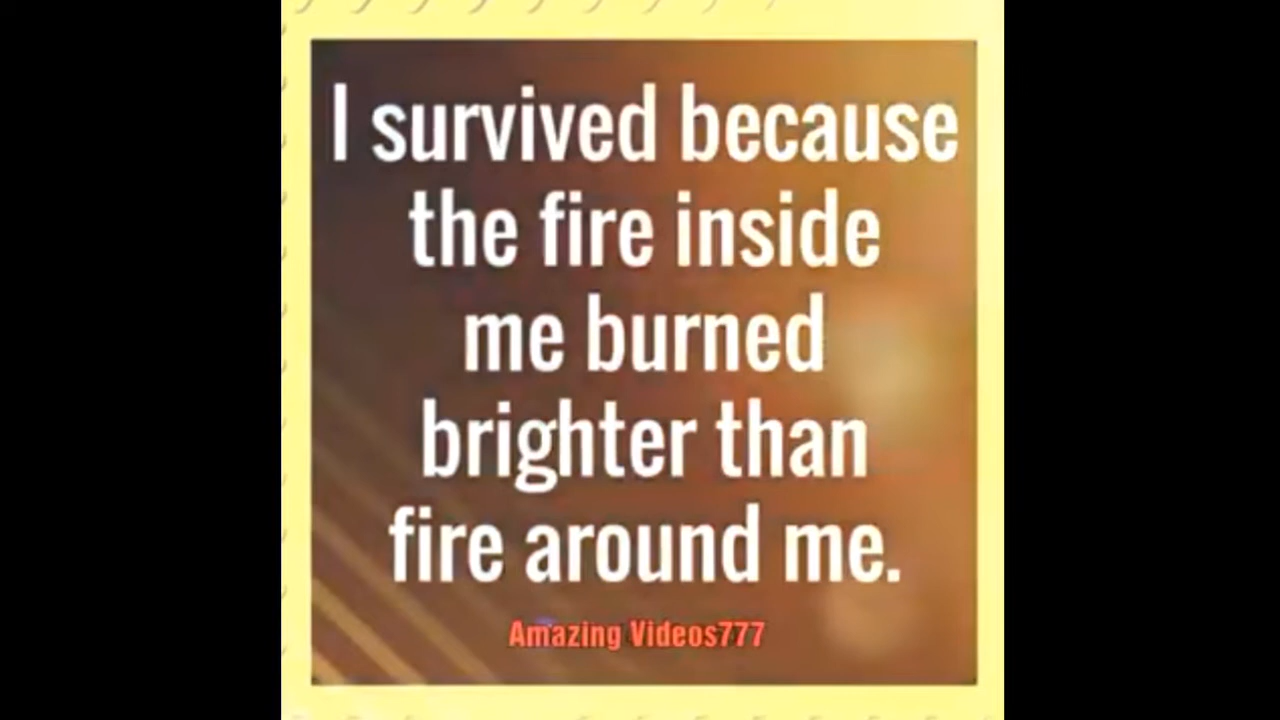 I survived because
the fire inside
me burned
brighter than
fire around me.
Amazing Videos777